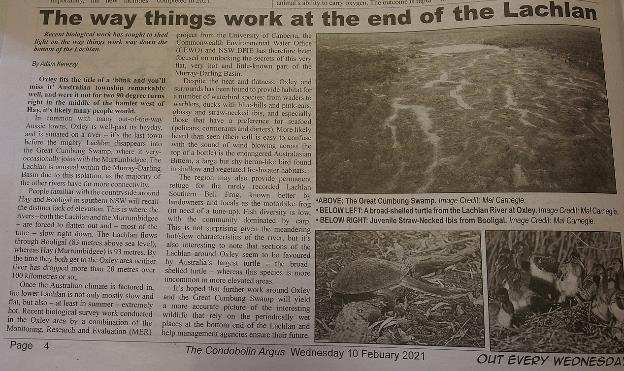 completed in 2021
animal's ability to carry oxygen. The outcome is rapid
The way things work at the end of the Lachlan
Recent biological work has sought to shed
light on the way things work way down the
bottom of the Lachlan.
By Adam Kerezsy
Oxley fits the title of a 'blink and you'll
miss it' Australian township remarkably
well, and were it not for two 90 degree turns
right in the middle of the hamlet west of
Hay, it's likely many people would.
In common with many out-of-the-way
Aussie towns, Oxley is well-past its heyday,
and is situated on a river – it's the last town
before the mighty Lachlan disappears into
the Great Cumbung Swamp, where it very-
occasionally joins with the Murrumbidgee. The
Lachlan is unusual within the Murray-Darling
Basin due to this isolation, as the majority of
the other rivers have far more connectivity.
People familiar with the countryside around
Hay and Booligal in southern NSW will recall
the distinct lack of elevation. This is where the
rivers – both the Lachlan and the Murrumbidgee
– are forced to flatten out and – most of the
time – slow right down. The Lachlan flows
through Booligal (83 metres above sea level),
whereas Hay (Murrumbidgee) is 93 metres. By
the time they both get to the Oxley area neither
river has dropped more than 20 metres over
100 kilometres or so.
Once the Australian climate is factored in,
the lower Lachlan is not only mostly slow and
flat, but also – at least in summer – extremely
hot. Recent biological survey work conducted
in the Oxley area by a combination of the
Monitoring, Research and Evaluation (MER)
project from the University of Canberra, the
Commonwealth Environmental Water Office
(CEWO) and NSW DPIE has therefore been
focused on unlocking the secrets of this very
flat, very hot and little-known part of the
Murray-Darling Basin.
Despite the heat and flatness, Oxley and
surrounds has been found to provide habitat for
a number of waterbird species: from waders to
warblers, ducks with blue-bills and pink-ears,
glossy and straw-necked ibis, and especially
those that have a preference for seafood
(pelicans, cormorants and darters). More likely
heard than seen (their call is easy to confuse
with the sound of wind blowing across the
top of a bottle) is the endangered Australasian
Bittern, a large but shy heron-like bird found
in shallow and vegetated freshwater habitats.
The region may also provide permanent
refuge for the rarely recorded Lachlan
Southern Bell Frog, known better by
landowners and locals as the motorbike frog
(in need of a tune-up). Fish diversity is low,
with the community dominated by carp.
This is not surprising given the meandering
hot/slow characteristics of the river, but it's
also interesting to note that sections of the
Lachlan around Oxley seem to be favoured
by Australia's largest turtle – the broad-
shelled turtle – whereas this species is more
common in more elevated areas.
It's hoped that further work around Oxley
and the Great Cumbung Swamp will yield
a more accurate picture of the interesting
wildlife that rely on the periodically wet
places at the bottom end of the Lachlan and
help management agencies ensure their future.
•ABOVE: The Great Cumbung Swamp. Image Credit: Mal Carnegie.
• BELOW LEFT: A broad-shelled turtle from the Lachlan River at Oxley. Image Credit: Mal Carnegie.
• BELOW RIGHT: Juvenile Straw-Necked Ibis from Booligal. Image Credit: Mal Carnegie.
Page 4
The Condobolin Argus Wednesday 10 Febuary 2021
OUT EVERY WEDNESDA